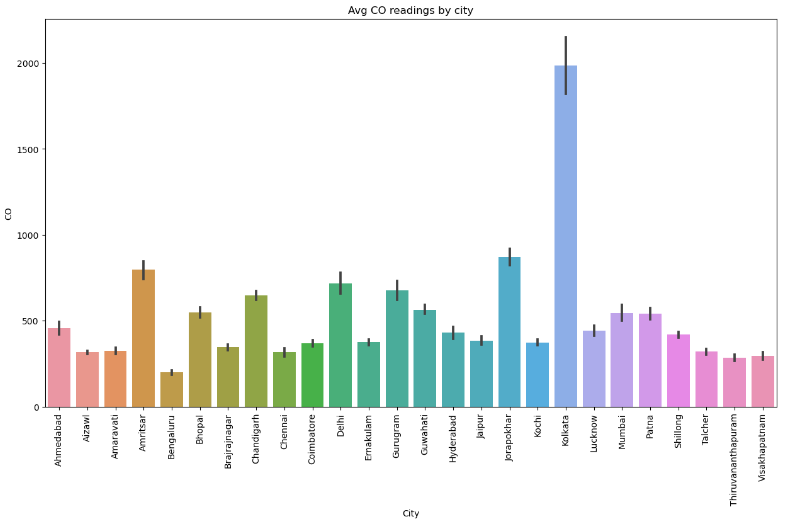 Avg CO readings by city
2000
1500
1000
500
0
CO
Ahmedabad
Aizawl
Amaravati
Amritsar
Bengaluru
Bhopal
Brajrajnagar
Chandigarh
Chennai
Coimbatore
Delhi
Ernakulam
Gurugram
Guwahati
Hyderabad
Jaipur
Jorapokhar
Kochi
Kolkata
Lucknow
Mumbai
Patna
Shillong
Talcher
Thiruvananthapuram
Visakhapatnam
City